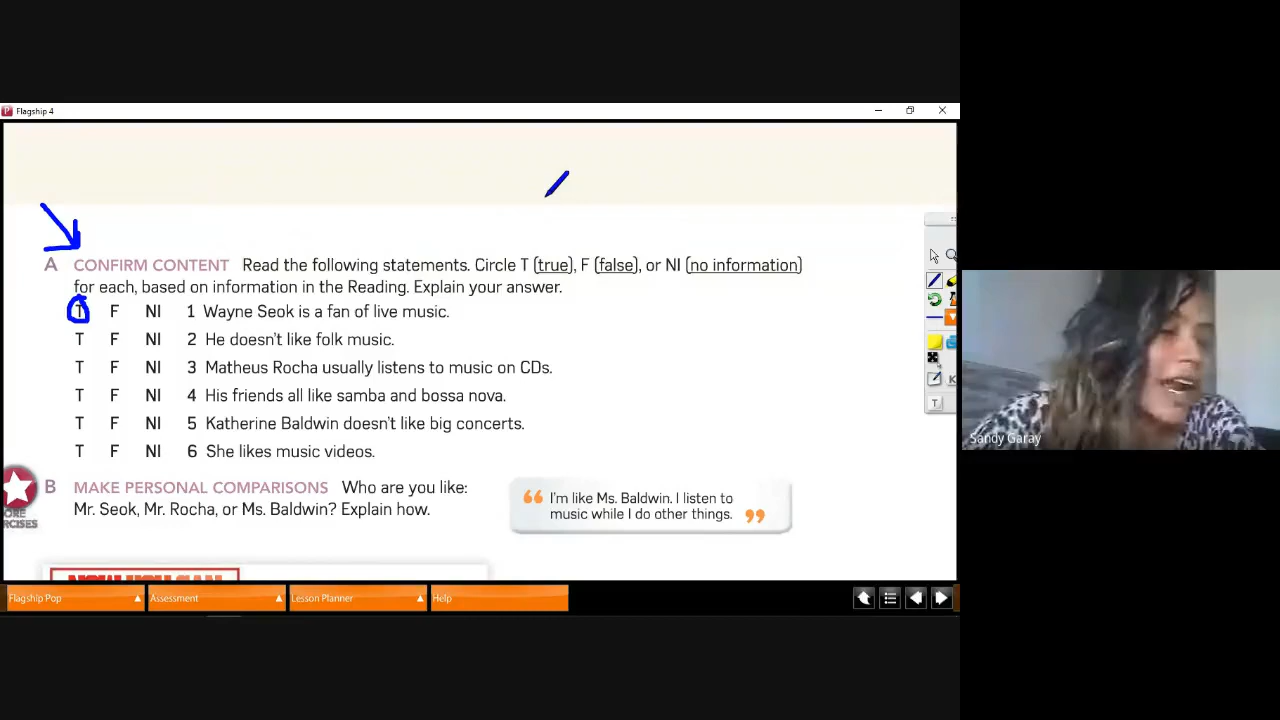 Flagship 4
A CONFIRM CONTENT Read the following statements. Circle T (true), F (false), or NI (no information)
for each, based on information in the Reading. Explain your answer.
T F NI 1 Wayne Seok is a fan of live music.
T F NI 2 He doesn't like folk music.
T F NI 3 Matheus Rocha usually listens to music on CDs.
T F NI 4 His friends all like samba and bossa nova.
T F NI 5 Katherine Baldwin doesn't like big concerts.
T F NI 6 She likes music videos.
B MAKE PERSONAL COMPARISONS Who are you like:
Mr. Seok, Mr. Rocha, or Ms. Baldwin? Explain how.
“ I'm like Ms. Baldwin. I listen to
music while I do other things. ”
ORE
RCISES
NOW YOU CAN
Flagship Pop Assessment Lesson Planner Help
T
K
Sandy Garay